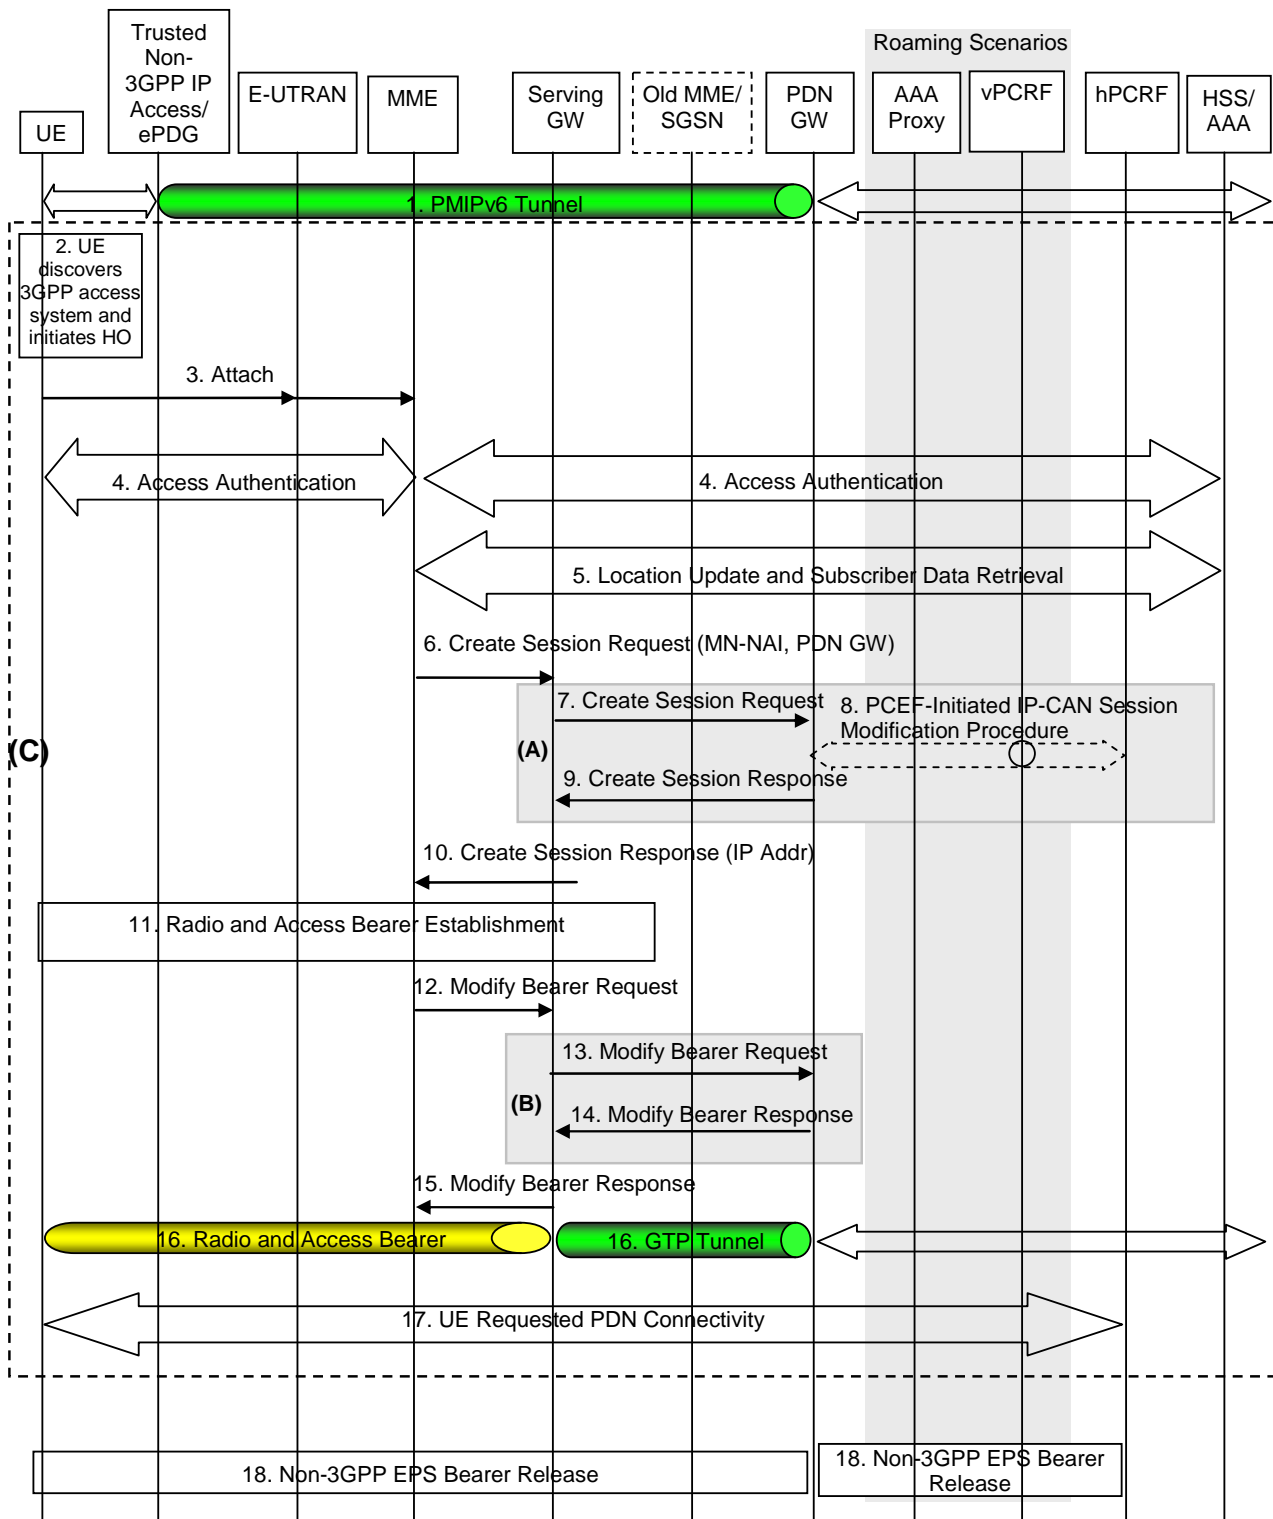 Roaming Scenarios
UE
Trusted
Non-
3GPP IP
Access/
ePDG
E-UTRAN
MME
Serving
GW
Old MME/
SGSN
PDN
GW
AAA
Proxy
vPCRF
hPCRF
HSS/
AAA
1. PMIPv6 Tunnel
2. UE
discovers
3GPP access
system and
initiates HO
3. Attach
4. Access Authentication
4. Access Authentication
5. Location Update and Subscriber Data Retrieval
6. Create Session Request (MN-NAI, PDN GW)
7. Create Session Request
8. PCEF-Initiated IP-CAN Session
Modification Procedure
(C)
(A)
9. Create Session Response
10. Create Session Response (IP Addr)
11. Radio and Access Bearer Establishment
12. Modify Bearer Request
13. Modify Bearer Request
(B)
14. Modify Bearer Response
15. Modify Bearer Response
16. Radio and Access Bearer
16. GTP Tunnel
17. UE Requested PDN Connectivity
18. Non-3GPP EPS Bearer Release
18. Non-3GPP EPS Bearer
Release